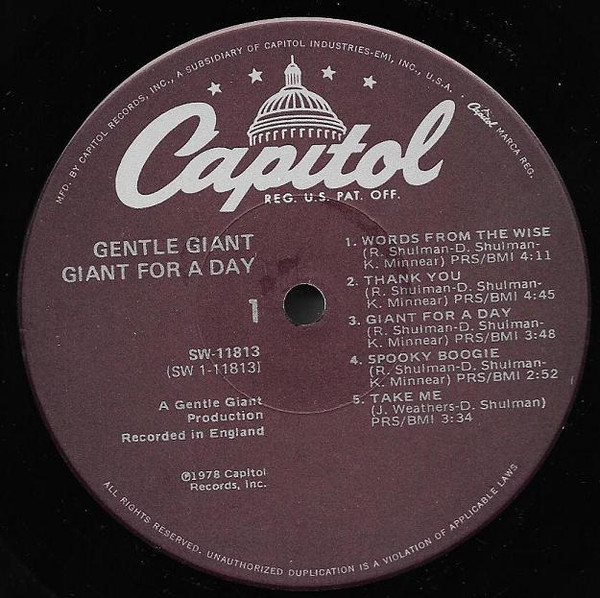 MFD. BY CAPITOL RECORDS, INC., A SUBSIDIARY OF CAPITOL INDUSTRIES-EMI, INC., U.S.A. • Capitol MARCA REG.
Capitol
REG. U.S. PAT. OFF.
GENTLE GIANT
GIANT FOR A DAY
1
SW-11813
(SW 1-11813)
A Gentle Giant
Production
Recorded in England
℗1978 Capitol
Records, Inc.
1. WORDS FROM THE WISE
(R. Shulman-D. Shulman-
K. Minnear) PRS/BMI 4:11
2. THANK YOU
(R. Shulman-D. Shulman-
K. Minnear) PRS/BMI 4:45
3. GIANT FOR A DAY
(R. Shulman-D. Shulman-
K. Minnear) PRS/BMI 3:48
4. SPOOKY BOOGIE
(R. Shulman-D. Shulman-
K. Minnear) PRS/BMI 2:52
5. TAKE ME
(J. Weathers-D. Shulman)
PRS/BMI 3:34
ALL RIGHTS RESERVED. UNAUTHORIZED DUPLICATION IS A VIOLATION OF APPLICABLE LAWS